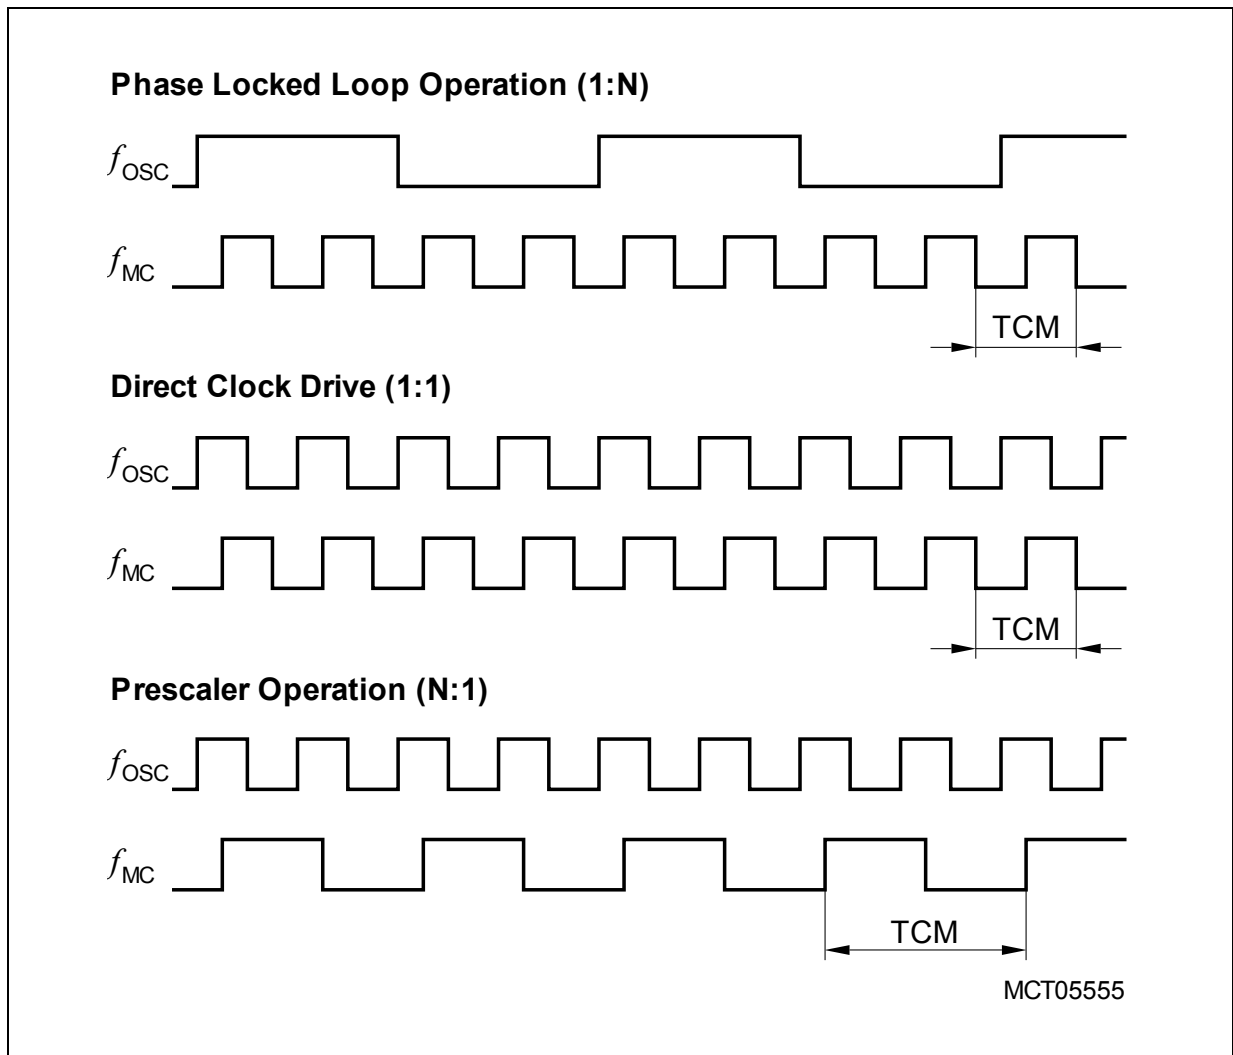 Phase Locked Loop Operation (1:N)
fOSC
fMC
TCM
Direct Clock Drive (1:1)
fOSC
fMC
TCM
Prescaler Operation (N:1)
fOSC
fMC
TCM
MCT05555